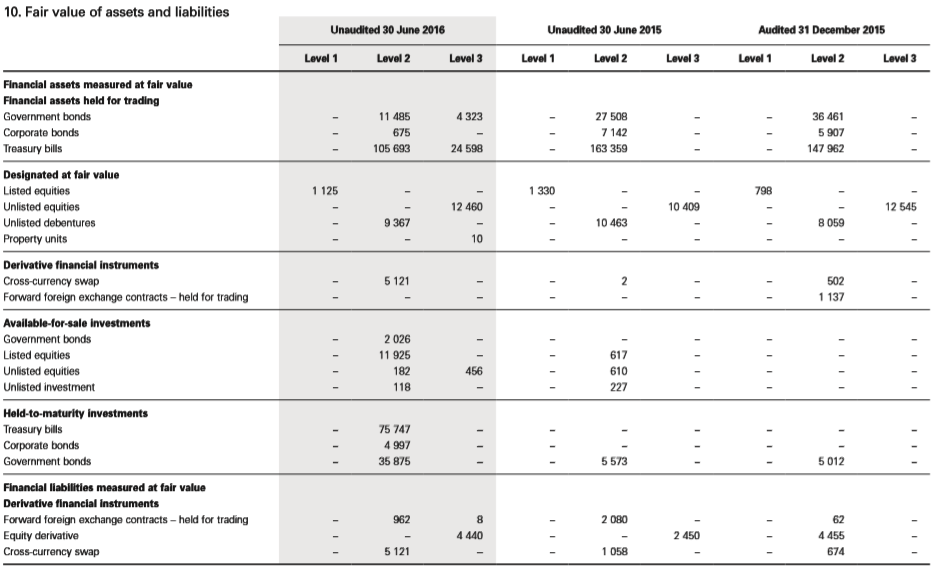 10. Fair value of assets and liabilities
Unaudited 30 June 2016 Unaudited 30 June 2015 Audited 31 December 2015
Level 1 Level 2 Level 3 Level 1 Level 2 Level 3 Level 1 Level 2 Level 3
Financial assets measured at fair value
Financial assets held for trading
Government bonds – 11 485 4 323 – 27 508 – – 36 461 –
Corporate bonds – 675 – – 7 142 – – 5 907 –
Treasury bills – 105 693 24 598 – 163 359 – – 147 962 –
Designated at fair value
Listed equities 1 125 – – 1 330 – – 798 – –
Unlisted equities – – 12 460 – – 10 409 – – 12 545
Unlisted debentures – 9 367 – – 10 463 – – 8 059 –
Property units – – 10 – – – – – –
Derivative financial instruments
Cross-currency swap – 5 121 – – 2 – – 502 –
Forward foreign exchange contracts – held for trading – – – – – – – 1 137 –
Available-for-sale investments
Government bonds – 2 026 – – – – – –
Listed equities – 11 925 – – 617 – – – –
Unlisted equities – 182 456 – 610 – – – –
Unlisted investment – 118 – – 227 – – – –
Held-to-maturity investments
Treasury bills – 75 747 – – – – – – –
Corporate bonds – 4 997 – – – – – – –
Government bonds – 35 875 – – 5 573 – – 5 012 –
Financial liabilities measured at fair value
Derivative financial instruments
Forward foreign exchange contracts – held for trading – 962 8 – 2 080 – – 62 –
Equity derivative – – 4 440 – – 2 450 – 4 455 –
Cross-currency swap – 5 121 – – 1 058 – – 674 –